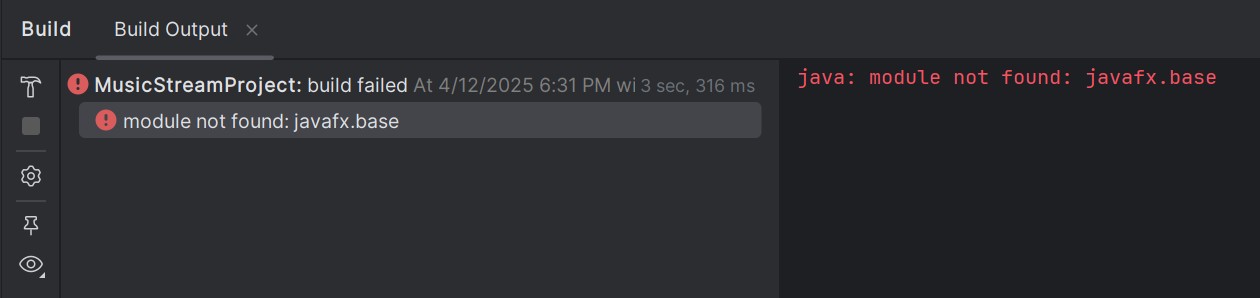 Build Build Output
MusicStreamProject: build failed At 4/12/2025 6:31 PM wi 3 sec, 316 ms
module not found: javafx.base
java: module not found: javafx.base